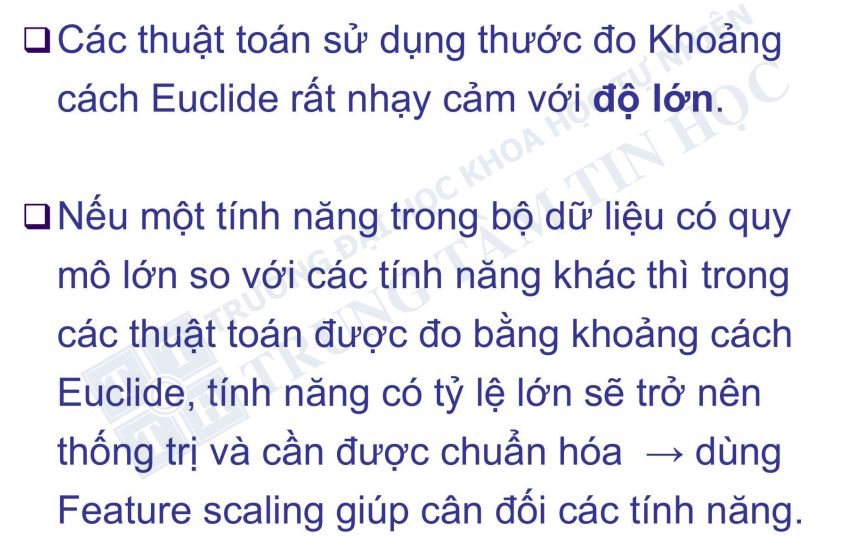 ❑Các thuật toán sử dụng thước đo Khoảng
cách Euclide rất nhạy cảm với độ lớn.
❑Nếu một tính năng trong bộ dữ liệu có quy
mô lớn so với các tính năng khác thì trong
các thuật toán được đo bằng khoảng cách
Euclide, tính năng có tỷ lệ lớn sẽ trở nên
thống trị và cần được chuẩn hóa → dùng
Feature scaling giúp cân đối các tính năng.
TRƯỜNG ĐẠI HỌC KHOA HỌC TỰ NHIÊN
TRUNG TÂM TIN HỌC